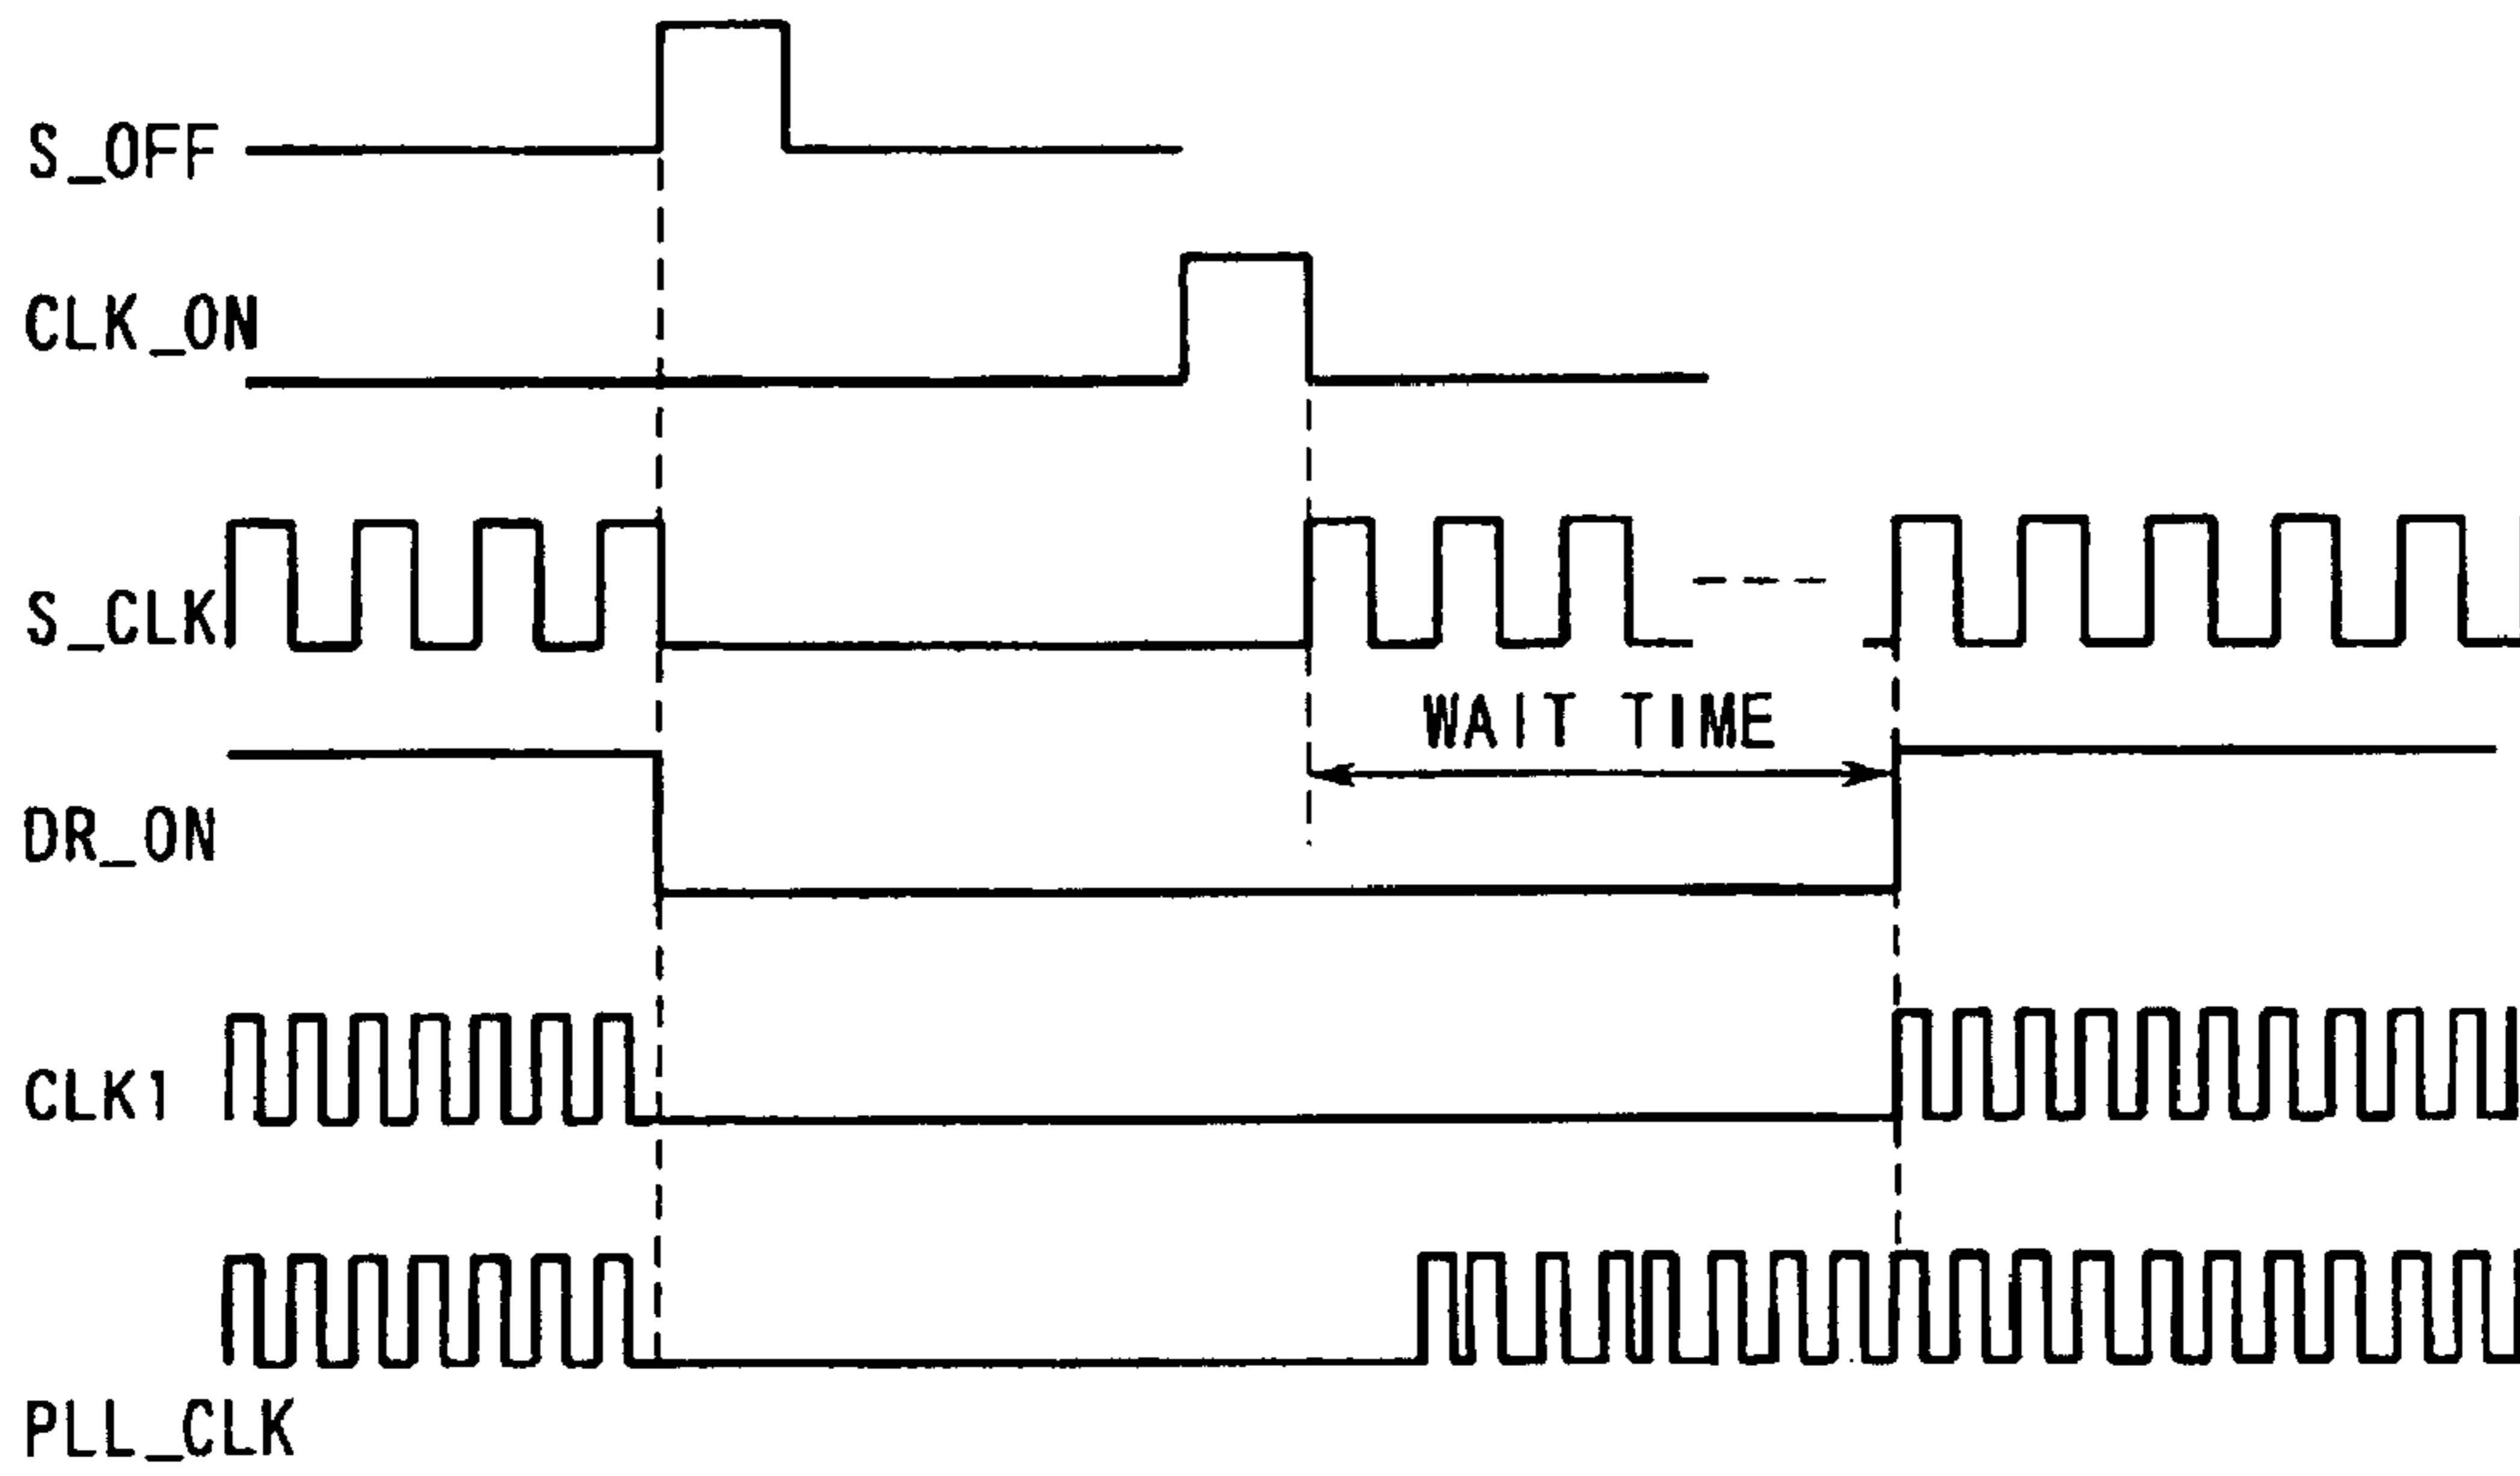 S_OFF
CLK_ON
S_CLK
WAIT TIME
DR_ON
CLK1
PLL_CLK